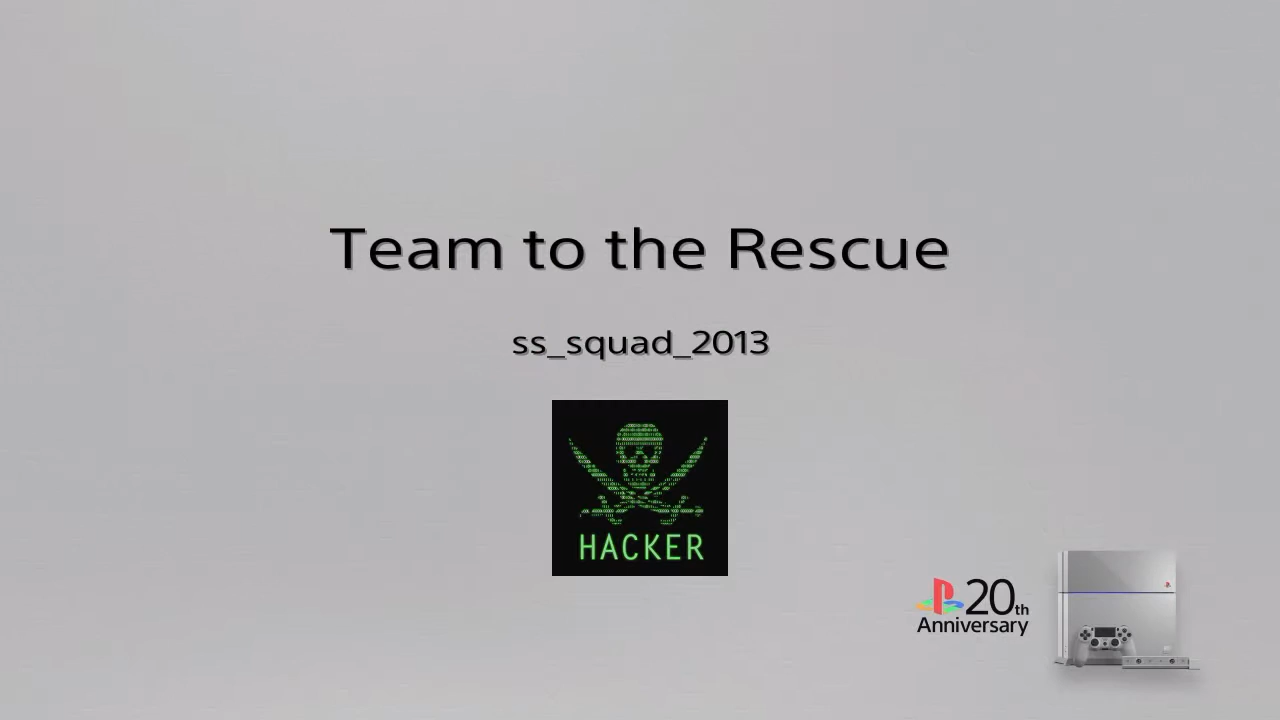 Team to the Rescue
ss_squad_2013
HACKER
20th
Anniversary